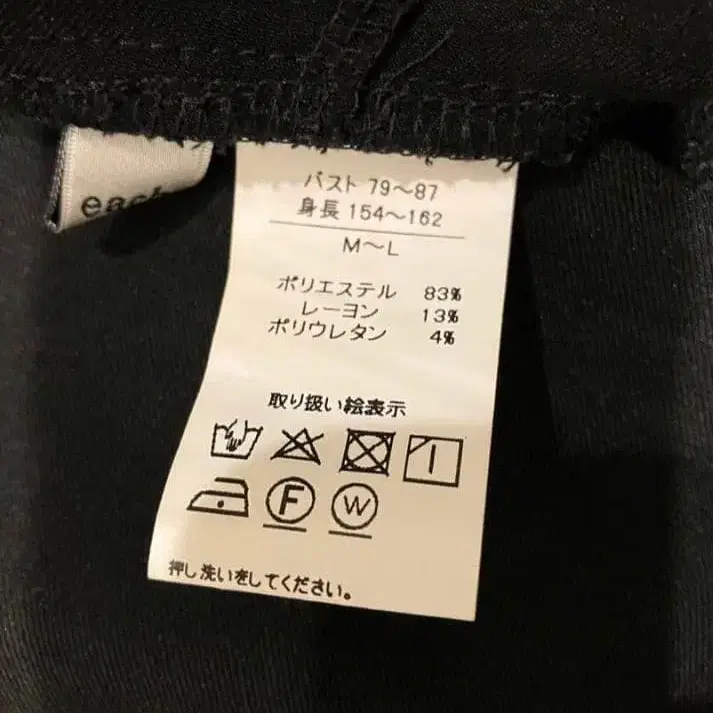 バスト 79～87
身長 154～162
M～L
ポリエステル 83%
レーヨン 13%
ポリウレタン 4%
取り扱い絵表示
F
W
押し洗いをしてください。